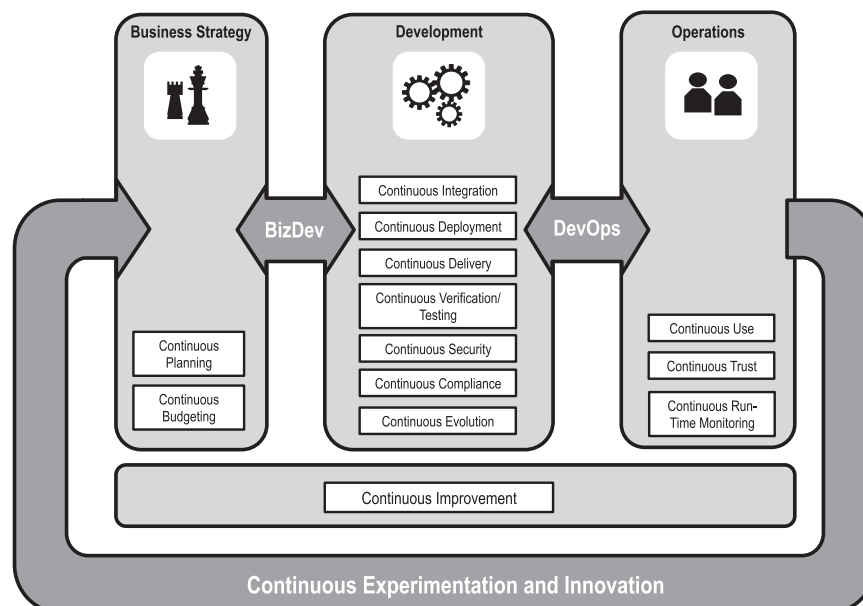 Business Strategy
Development
Operations
BizDev
DevOps
Continuous
Planning
Continuous
Budgeting
Continuous Integration
Continuous Deployment
Continuous Delivery
Continuous Verification/
Testing
Continuous Security
Continuous Compliance
Continuous Evolution
Continuous Use
Continuous Trust
Continuous Run-
Time Monitoring
Continuous Improvement
Continuous Experimentation and Innovation